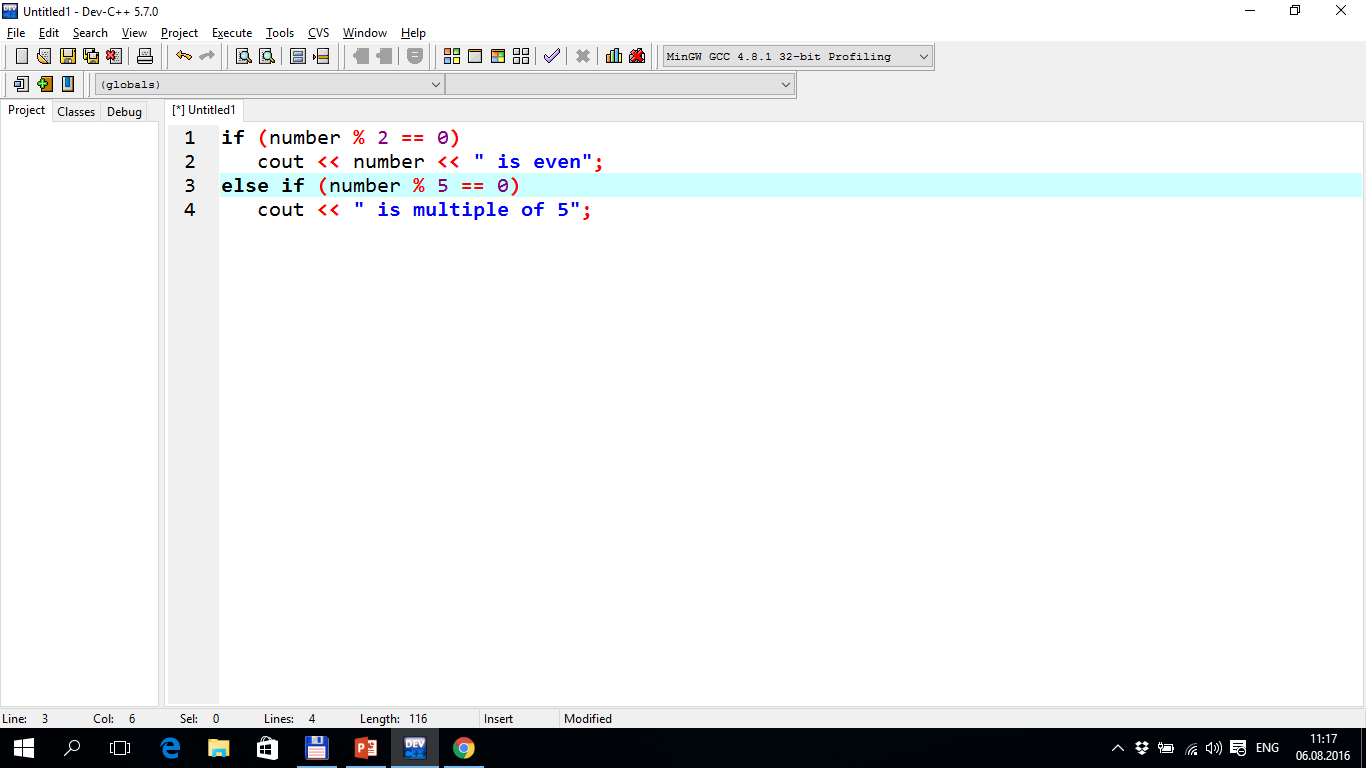 Untitled1 - Dev-C++ 5.7.0
File Edit Search View Project Execute Tools CVS Window Help
MinGW GCC 4.8.1 32-bit Profiling
(globals)
Project Classes Debug [*] Untitled1
1 if (number % 2 == 0)
2 cout << number << " is even";
3 else if (number % 5 == 0)
4 cout << " is multiple of 5";
Line: 3 Col: 6 Sel: 0 Lines: 4 Length: 116 Insert Modified
DEV ENG 11:17
06.08.2016